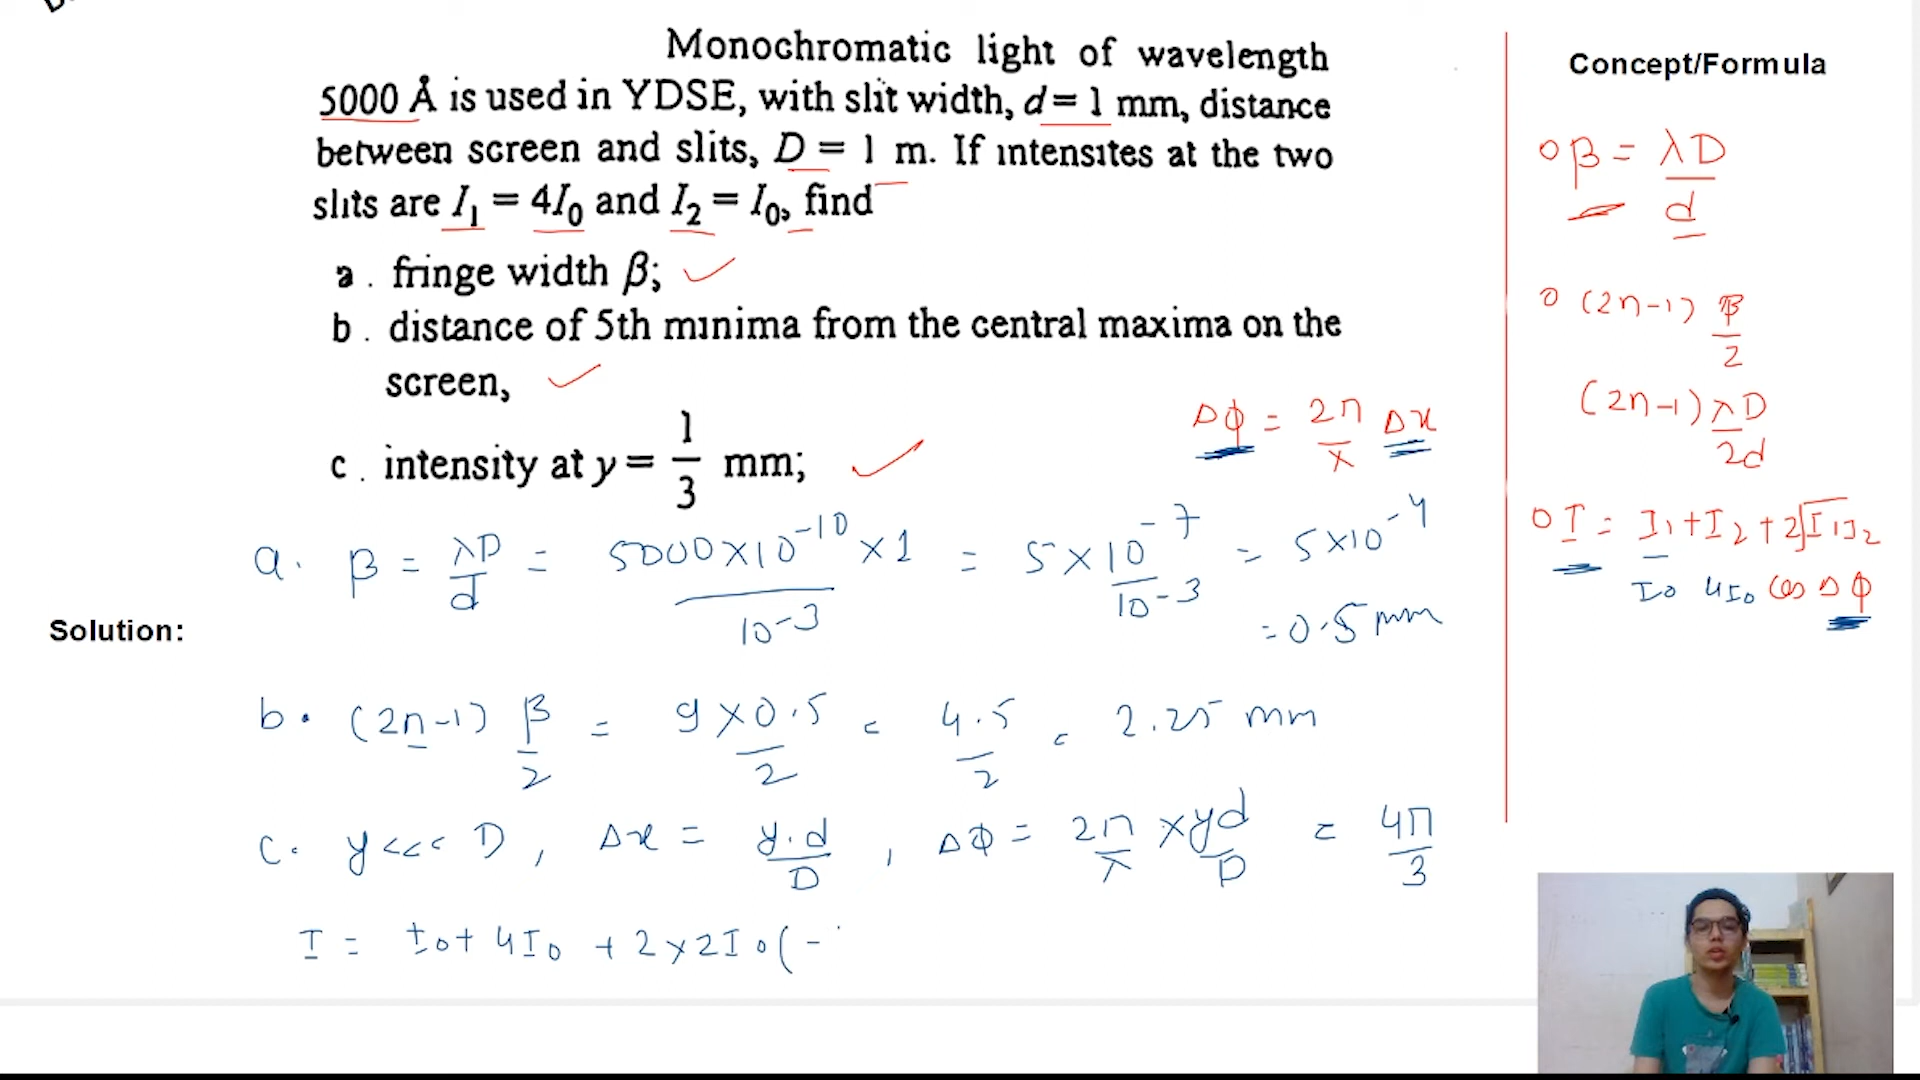 Monochromatic light of wavelength
5000 Å is used in YDSE, with slit width, d = 1 mm, distance
between screen and slits, D = 1 m. If intensites at the two
slits are I₁ = 4I₀ and I₂ = I₀, find
a. fringe width β;
b. distance of 5th minima from the central maxima on the
screen,
c. intensity at y = 1/3 mm;
Δφ = 2π/λ Δx
a. β = λD/d = 5000×10⁻¹⁰×1/10⁻³ = 5×10⁻⁷/10⁻³ = 5×10⁻⁴
= 0.5 mm
Solution:
b. (2n-1) β/2 = 9×0.5/2 = 4.5/2 = 2.25 mm
c. y <<< D, Δx = y.d/D, Δφ = 2π/λ × yd/D = 4π/3
I = I₀ + 4I₀ + 2×2I₀(-
Concept/Formula
β = λD/d
(2n-1) β/2
(2n-1) λD/2d
I = I₁+I₂+2√I₁I₂
I₀ 4I₀ cos Δφ